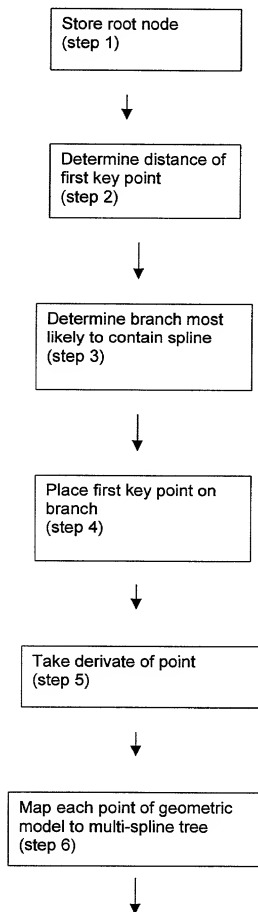 Store root node
(step 1)
Determine distance of
first key point
(step 2)
Determine branch most
likely to contain spline
(step 3)
Place first key point on
branch
(step 4)
Take derivate of point
(step 5)
Map each point of geometric
model to multi-spline tree
(step 6)